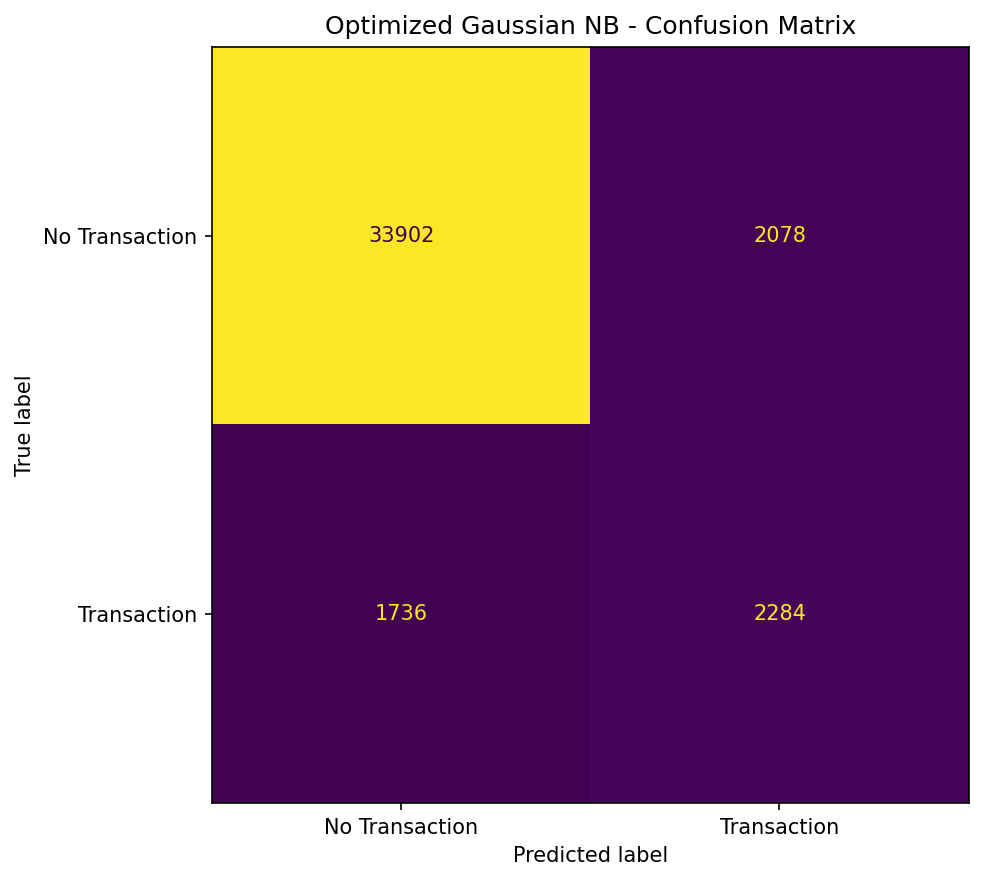 Optimized Gaussian NB - Confusion Matrix
No Transaction
33902
2078
True label
Transaction
1736
2284
No Transaction
Transaction
Predicted label